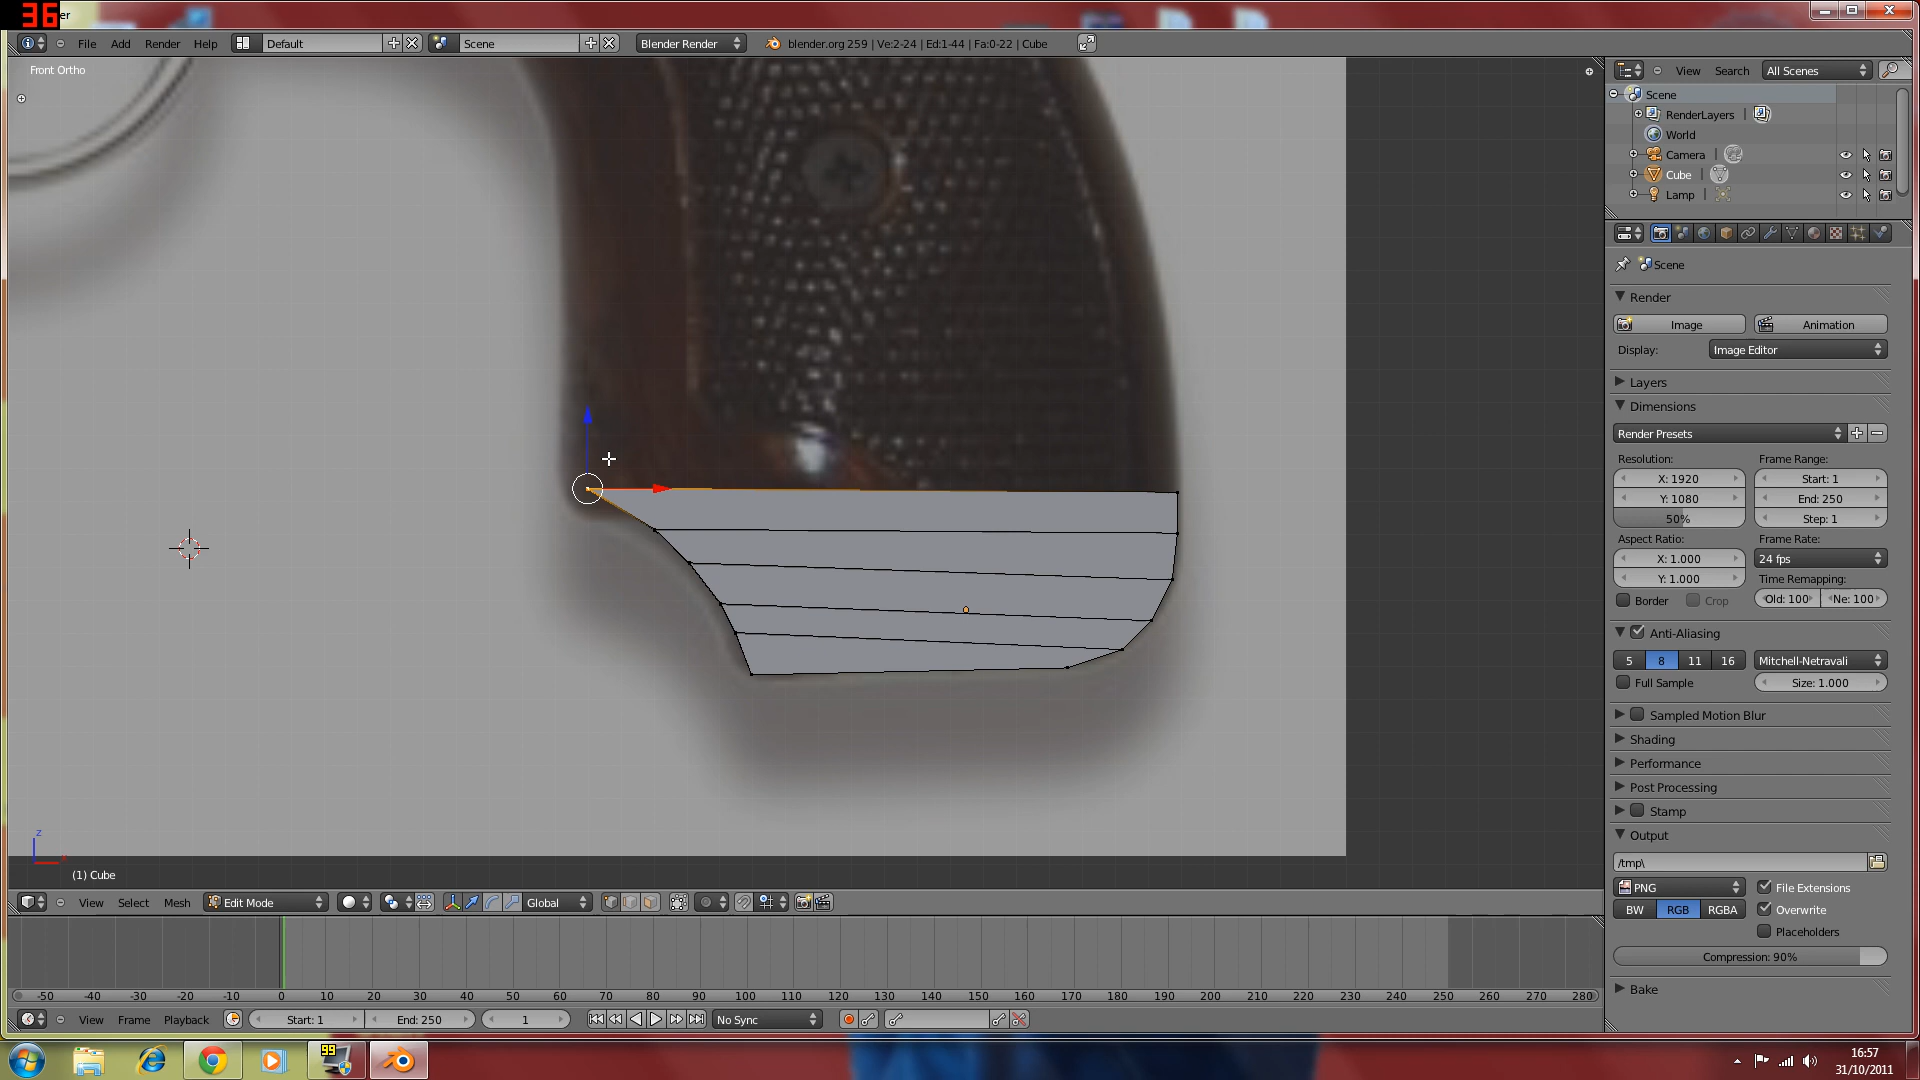 36 er
File Add Render Help Default Scene Blender Render blender.org 259 | Ve:2-24 | Ed:1-44 | Fa:0-22 | Cube
Front Ortho
View Search All Scenes
Scene
RenderLayers
World
Camera
Cube
Lamp
Scene
Render
Image Animation
Display: Image Editor
Layers
Dimensions
Render Presets
Resolution: Frame Range:
X: 1920 Start: 1
Y: 1080 End: 250
50% Step: 1
Aspect Ratio: Frame Rate:
X: 1.000 24 fps
Y: 1.000 Time Remapping:
Border Crop Old: 100 Ne: 100
Anti-Aliasing
5 8 11 16 Mitchell-Netravali
Full Sample Size: 1.000
Sampled Motion Blur
Shading
Performance
Post Processing
Stamp
Output
/tmp\
PNG File Extensions
BW RGB RGBA Overwrite
Placeholders
Compression: 90%
Bake
z
(1) Cube
View Select Mesh Edit Mode Global
-50 -40 -30 -20 -10 0 10 20 30 40 50 60 70 80 90 100 110 120 130 140 150 160 170 180 190 200 210 220 230 240 250 260 270 280
View Frame Playback Start: 1 End: 250 1 No Sync
99
16:57
31/10/2011